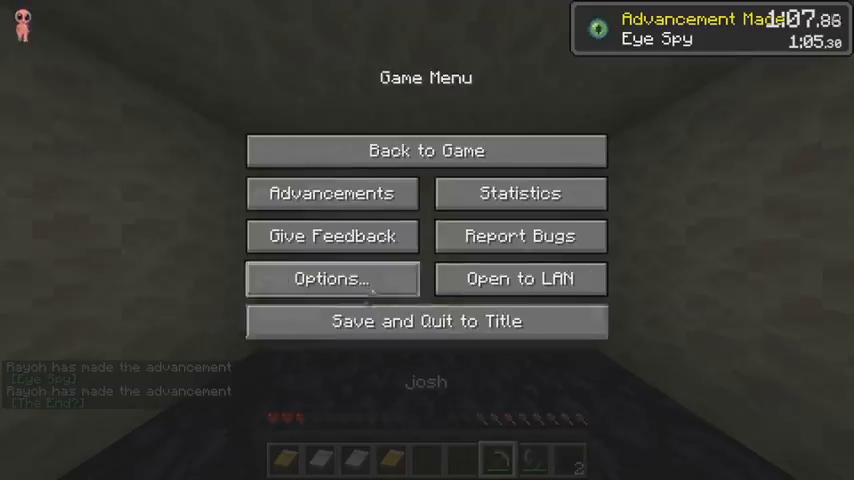 Advancement Made
1:07.88
Eye Spy
1:05.30
Game Menu
Back to Game
Advancements
Statistics
Give Feedback
Report Bugs
Options...
Open to LAN
Save and Quit to Title
Rayoh has made the advancement
[Eye Spy]
Rayoh has made the advancement
[The End?]
josh
2